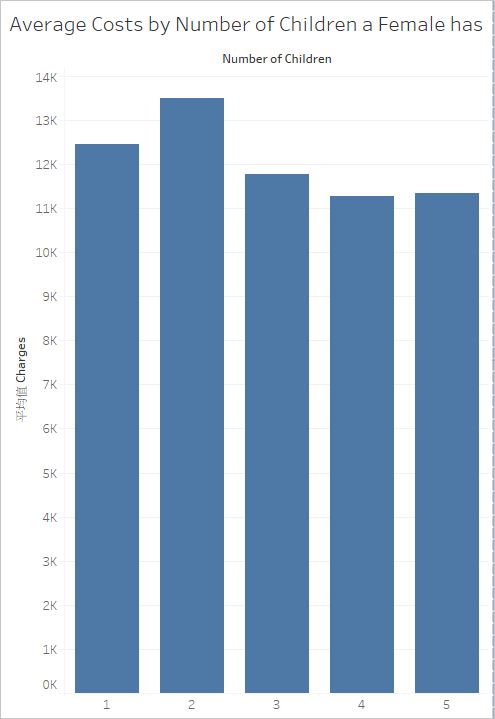 Average Costs by Number of Children a Female has
Number of Children
14K
13K
12K
11K
10K
9K
8K
7K
6K
5K
4K
3K
2K
1K
0K
平均值 Charges
1 2 3 4 5